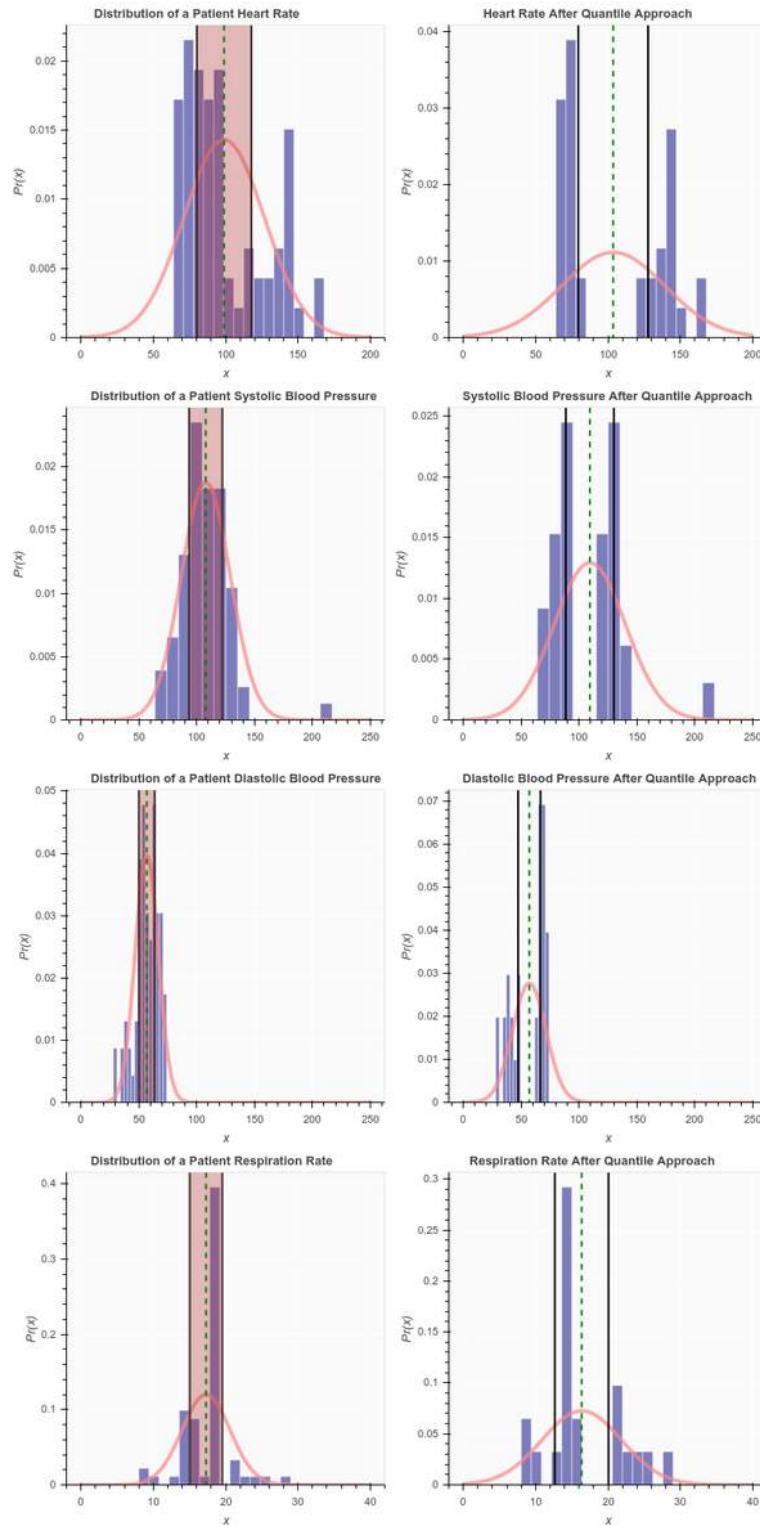 Distribution of a Patient Heart Rate
Pr(x)
0.02
0.015
0.01
0.005
0
0 50 100 150 200
x
Heart Rate After Quantile Approach
Pr(x)
0.04
0.03
0.02
0.01
0
0 50 100 150 200
x
Distribution of a Patient Systolic Blood Pressure
Pr(x)
0.02
0.015
0.01
0.005
0
0 50 100 150 200 250
x
Systolic Blood Pressure After Quantile Approach
Pr(x)
0.025
0.02
0.015
0.01
0.005
0
0 50 100 150 200 250
x
Distribution of a Patient Diastolic Blood Pressure
Pr(x)
0.05
0.04
0.03
0.02
0.01
0
0 50 100 150 200 250
x
Diastolic Blood Pressure After Quantile Approach
Pr(x)
0.07
0.06
0.05
0.04
0.03
0.02
0.01
0
0 50 100 150 200 250
x
Distribution of a Patient Respiration Rate
Pr(x)
0.4
0.3
0.2
0.1
0
0 10 20 30 40
x
Respiration Rate After Quantile Approach
Pr(x)
0.3
0.25
0.2
0.15
0.1
0.05
0
0 10 20 30 40
x